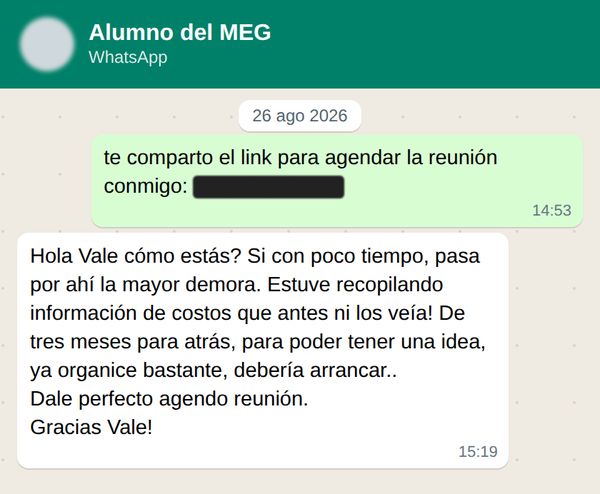 Alumno del MEG
WhatsApp
26 ago 2026
te comparto el link para agendar la reunión
conmigo:
14:53
Hola Vale cómo estás? Si con poco tiempo, pasa
por ahí la mayor demora. Estuve recopilando
información de costos que antes ni los veía! De
tres meses para atrás, para poder tener una idea,
ya organice bastante, debería arrancar..
Dale perfecto agendo reunión.
Gracias Vale!
15:19